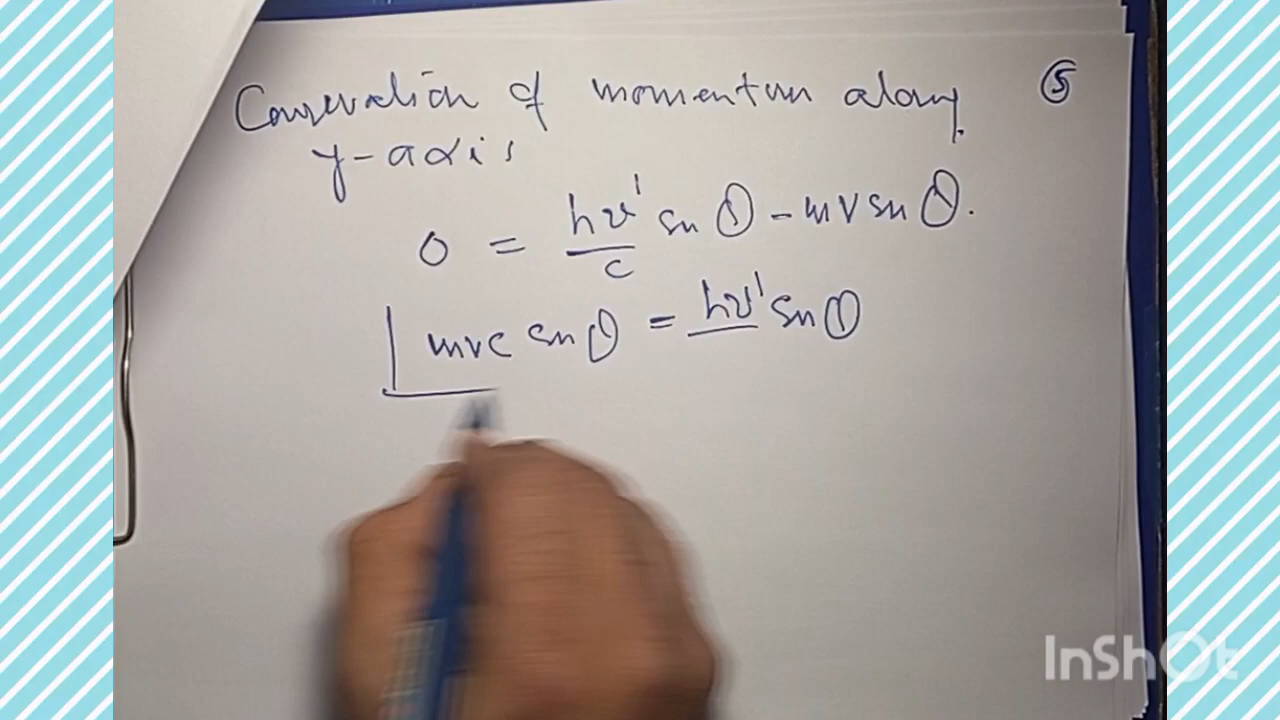 Conservation of momentum along ⑤
y-axis
0 = hν'/c sin φ - mv sin θ.
mvc sin θ = hν' sin φ
InShOt